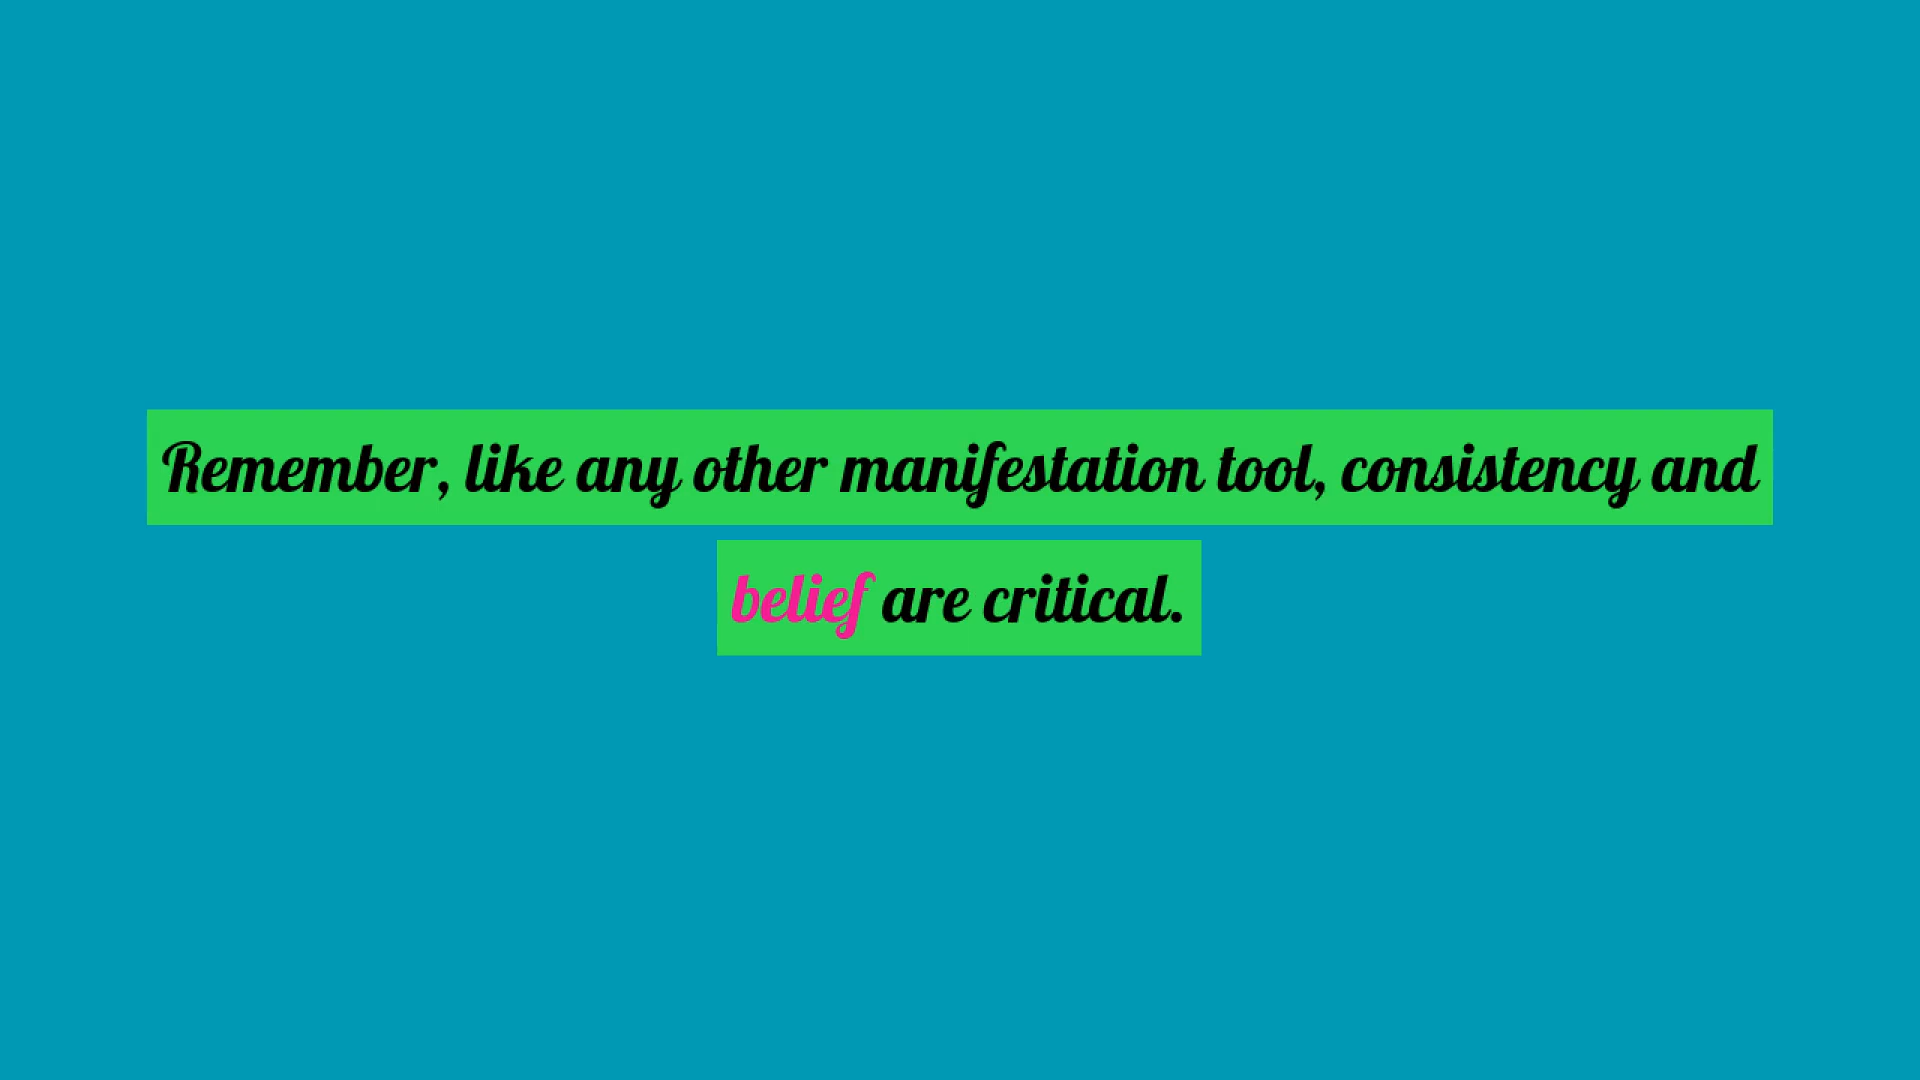 Remember, like any other manifestation tool, consistency and
belief are critical.